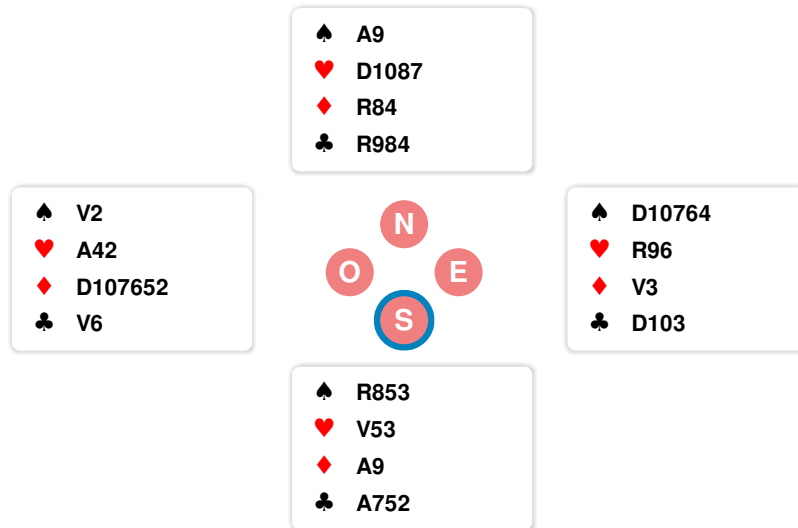 ♠ A9
♥ D1087
♦ R84
♣ R984
♠ V2
♥ A42
♦ D107652
♣ V6
N
O
E
S
♠ D10764
♥ R96
♦ V3
♣ D103
♠ R853
♥ V53
♦ A9
♣ A752